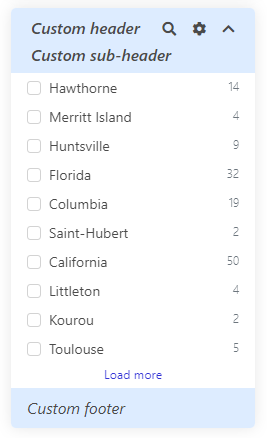 Custom header
Custom sub-header
Hawthorne 14
Merritt Island 4
Huntsville 9
Florida 32
Columbia 19
Saint-Hubert 2
California 50
Littleton 4
Kourou 2
Toulouse 5
Load more
Custom footer